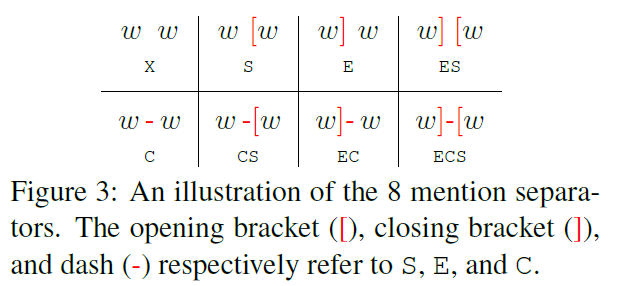 w w w [w w] w w] [w
X S E ES
w - w w -[w w]- w w]-[w
C CS EC ECS
Figure 3: An illustration of the 8 mention separa-
tors. The opening bracket ([), closing bracket (]),
and dash (-) respectively refer to S, E, and C.